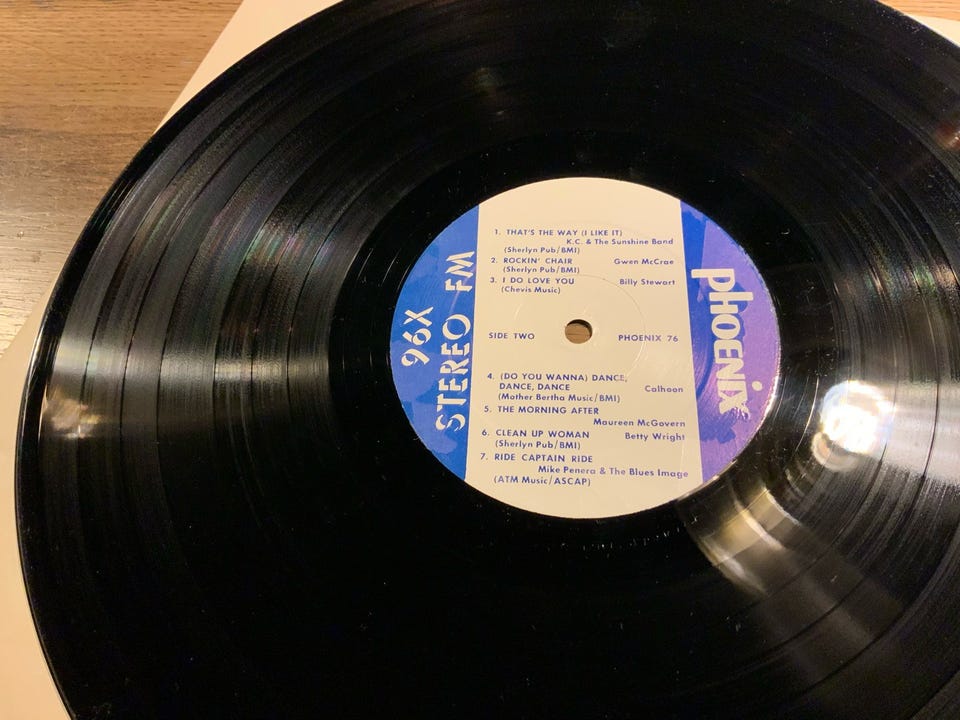 96X
STEREO FM
1. THAT'S THE WAY (I LIKE IT)
K.C. & The Sunshine Band
(Sherlyn Pub/BMI)
2. ROCKIN' CHAIR Gwen McCrae
(Sherlyn Pub/BMI)
3. I DO LOVE YOU Billy Stewart
(Chevis Music)
SIDE TWO PHOENIX 76
4. (DO YOU WANNA) DANCE,
DANCE, DANCE Calhoon
(Mother Bertha Music/BMI)
5. THE MORNING AFTER
Maureen McGovern
6. CLEAN UP WOMAN Betty Wright
(Sherlyn Pub/BMI)
7. RIDE CAPTAIN RIDE
Mike Penera & The Blues Image
(ATM Music/ASCAP)
PHOENIX